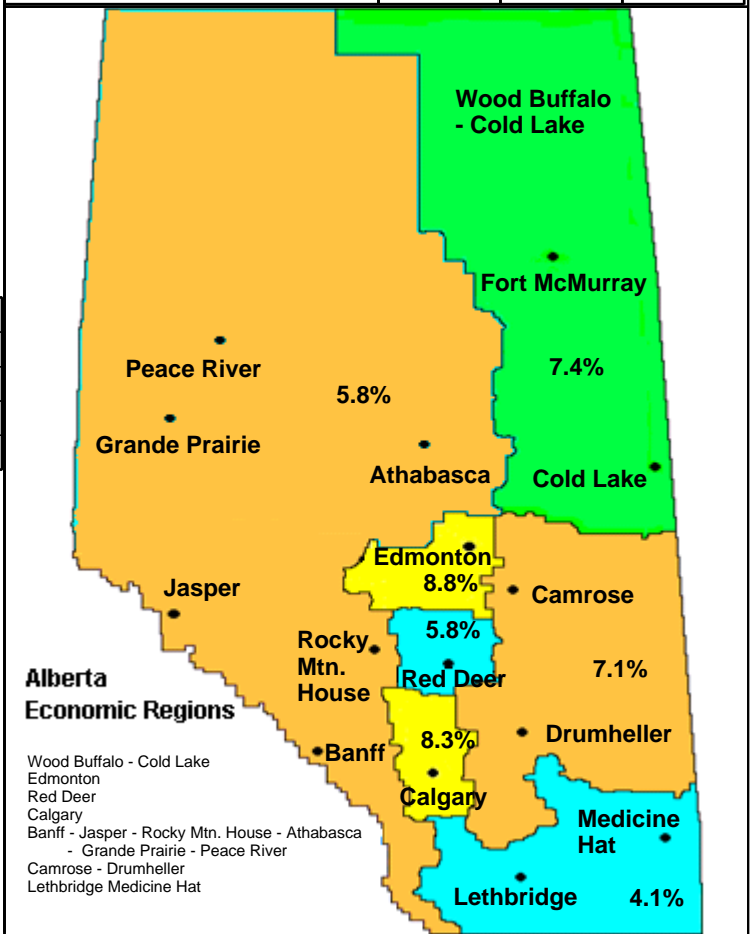 Wood Buffalo
- Cold Lake
Fort McMurray
Peace River
7.4%
5.8%
Grande Prairie
Athabasca
Cold Lake
Edmonton
8.8%
Jasper
Camrose
5.8%
Rocky
Mtn.
House
7.1%
Red Deer
Alberta
Economic Regions
Drumheller
8.3%
Banff
Calgary
Wood Buffalo - Cold Lake
Edmonton
Red Deer
Calgary
Banff - Jasper - Rocky Mtn. House - Athabasca
- Grande Prairie - Peace River
Camrose - Drumheller
Lethbridge Medicine Hat
Medicine
Hat
Lethbridge
4.1%